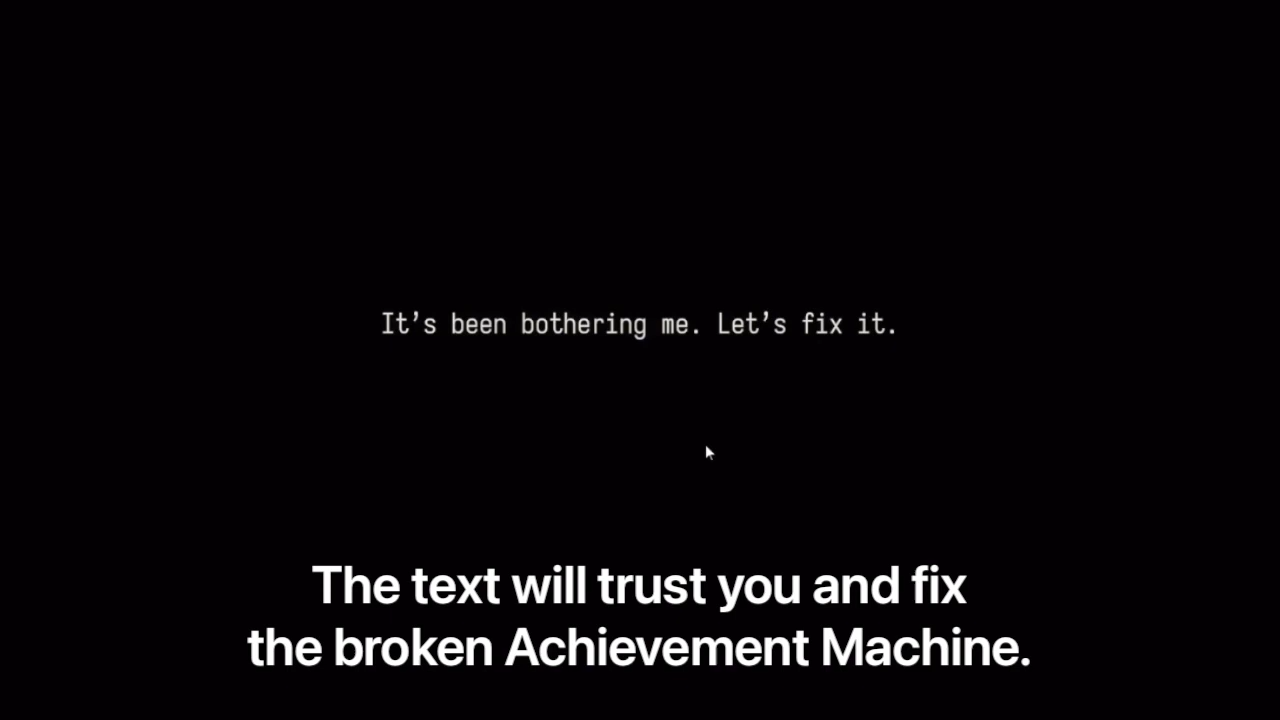 It’s been bothering me. Let’s fix it.
The text will trust you and fix
the broken Achievement Machine.